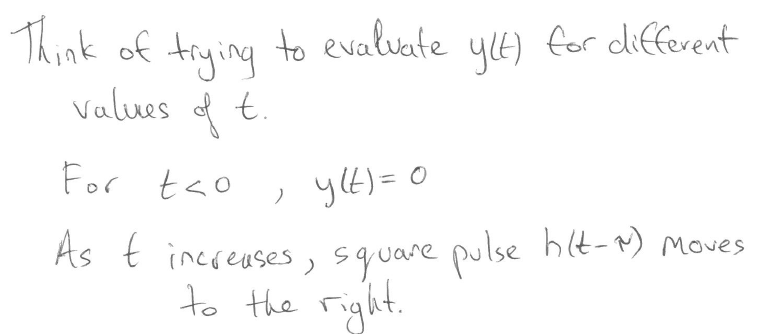 Think of trying to evaluate y(t) for different
values of t.
For t<0 , y(t)=0
As t increases, square pulse h(t-τ) moves
to the right.